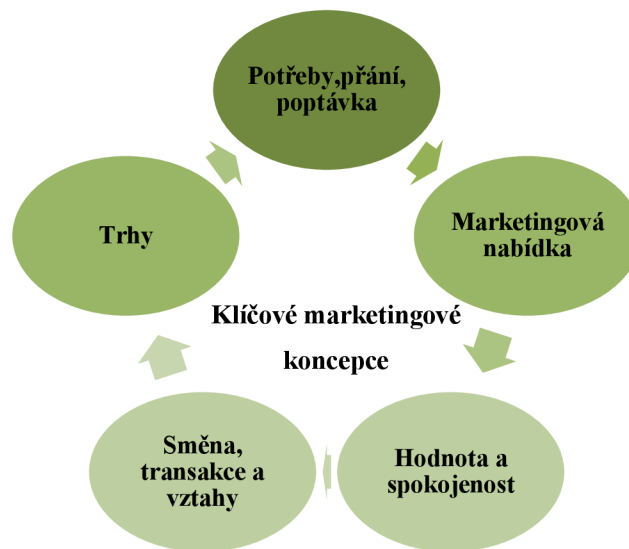 Potřeby,přání,
poptávka
Marketingová
nabídka
Hodnota a
spokojenost
Směna,
transakce a
vztahy
Trhy
Klíčové marketingové
koncepce